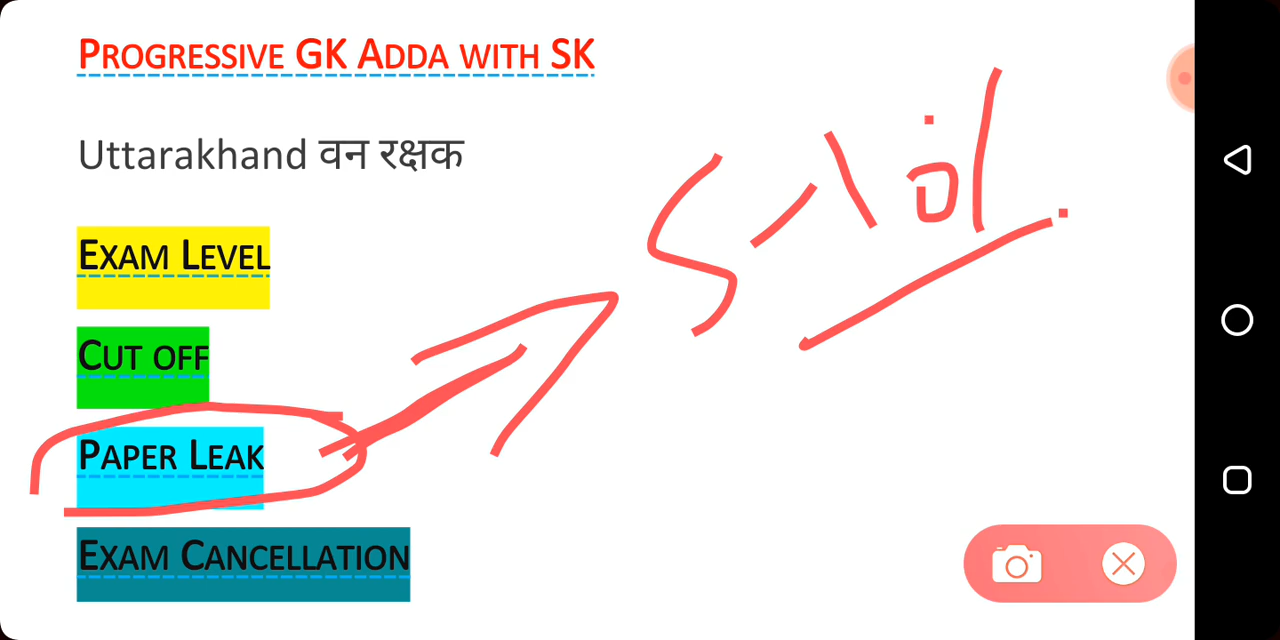 PROGRESSIVE GK ADDA WITH SK
Uttarakhand वन रक्षक
EXAM LEVEL
CUT OFF
PAPER LEAK
EXAM CANCELLATION